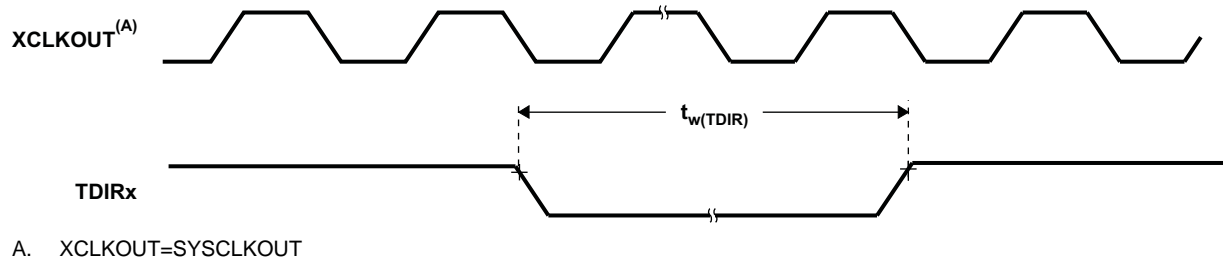 XCLKOUT(A)
tw(TDIR)
TDIRx
A. XCLKOUT=SYSCLKOUT